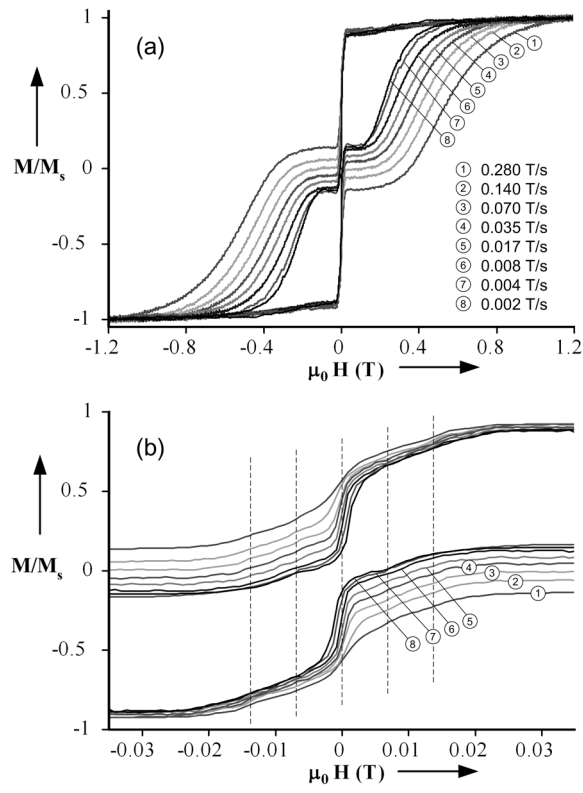 (a)
1
0.5
0
-0.5
-1
M/Mₛ
① ② ③ ④ ⑤ ⑥ ⑦ ⑧
① 0.280 T/s
② 0.140 T/s
③ 0.070 T/s
④ 0.035 T/s
⑤ 0.017 T/s
⑥ 0.008 T/s
⑦ 0.004 T/s
⑧ 0.002 T/s
-1.2 -0.8 -0.4 0 0.4 0.8 1.2
μ₀ H (T)
(b)
1
0.5
0
-0.5
-1
M/Mₛ
④ ③ ② ①
⑧ ⑦ ⑥ ⑤
-0.03 -0.02 -0.01 0 0.01 0.02 0.03
μ₀ H (T)